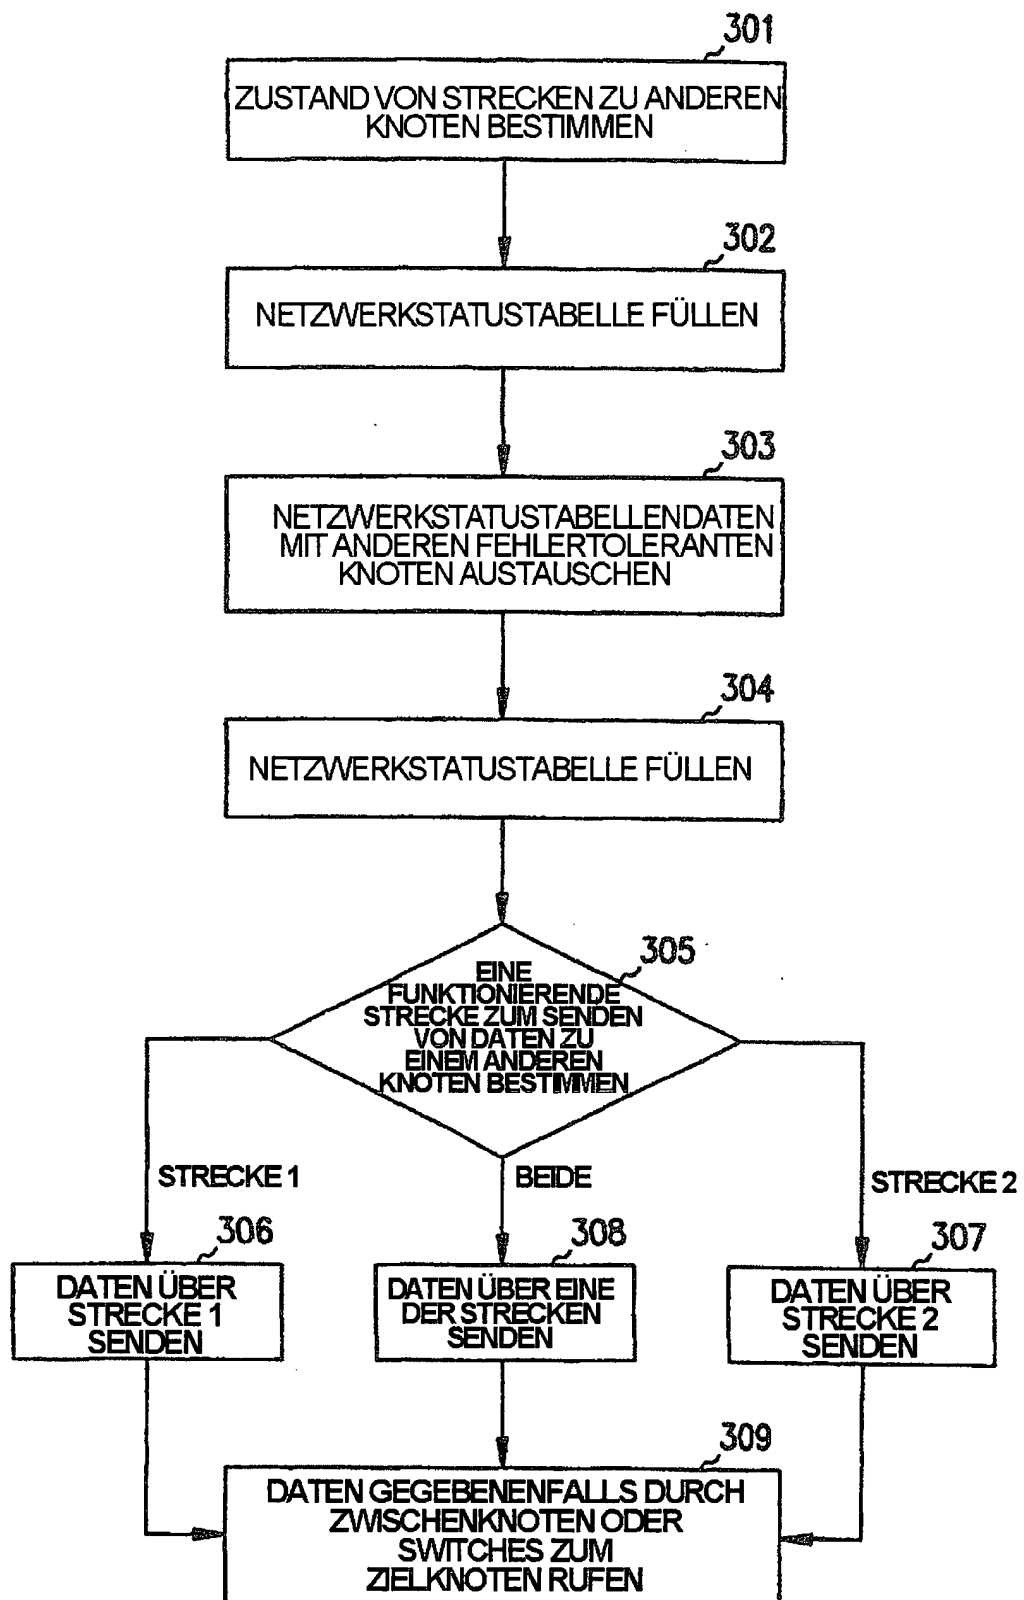 301
ZUSTAND VON STRECKEN ZU ANDEREN
KNOTEN BESTIMMEN
302
NETZWERKSTATUSTABELLE FÜLLEN
303
NETZWERKSTATUSTABELLENDATEN
MIT ANDEREN FEHLERTOLERANTEN
KNOTEN AUSTAUSCHEN
304
NETZWERKSTATUSTABELLE FÜLLEN
305
EINE
FUNKTIONIERENDE
STRECKE ZUM SENDEN
VON DATEN ZU
EINEM ANDEREN
KNOTEN BESTIMMEN
STRECKE 1
BEIDE
STRECKE 2
306
DATEN ÜBER
STRECKE 1
SENDEN
308
DATEN ÜBER EINE
DER STRECKEN
SENDEN
307
DATEN ÜBER
STRECKE 2
SENDEN
309
DATEN GEGEBENENFALLS DURCH
ZWISCHENKNOTEN ODER
SWITCHES ZUM
ZIELKNOTEN RUFEN